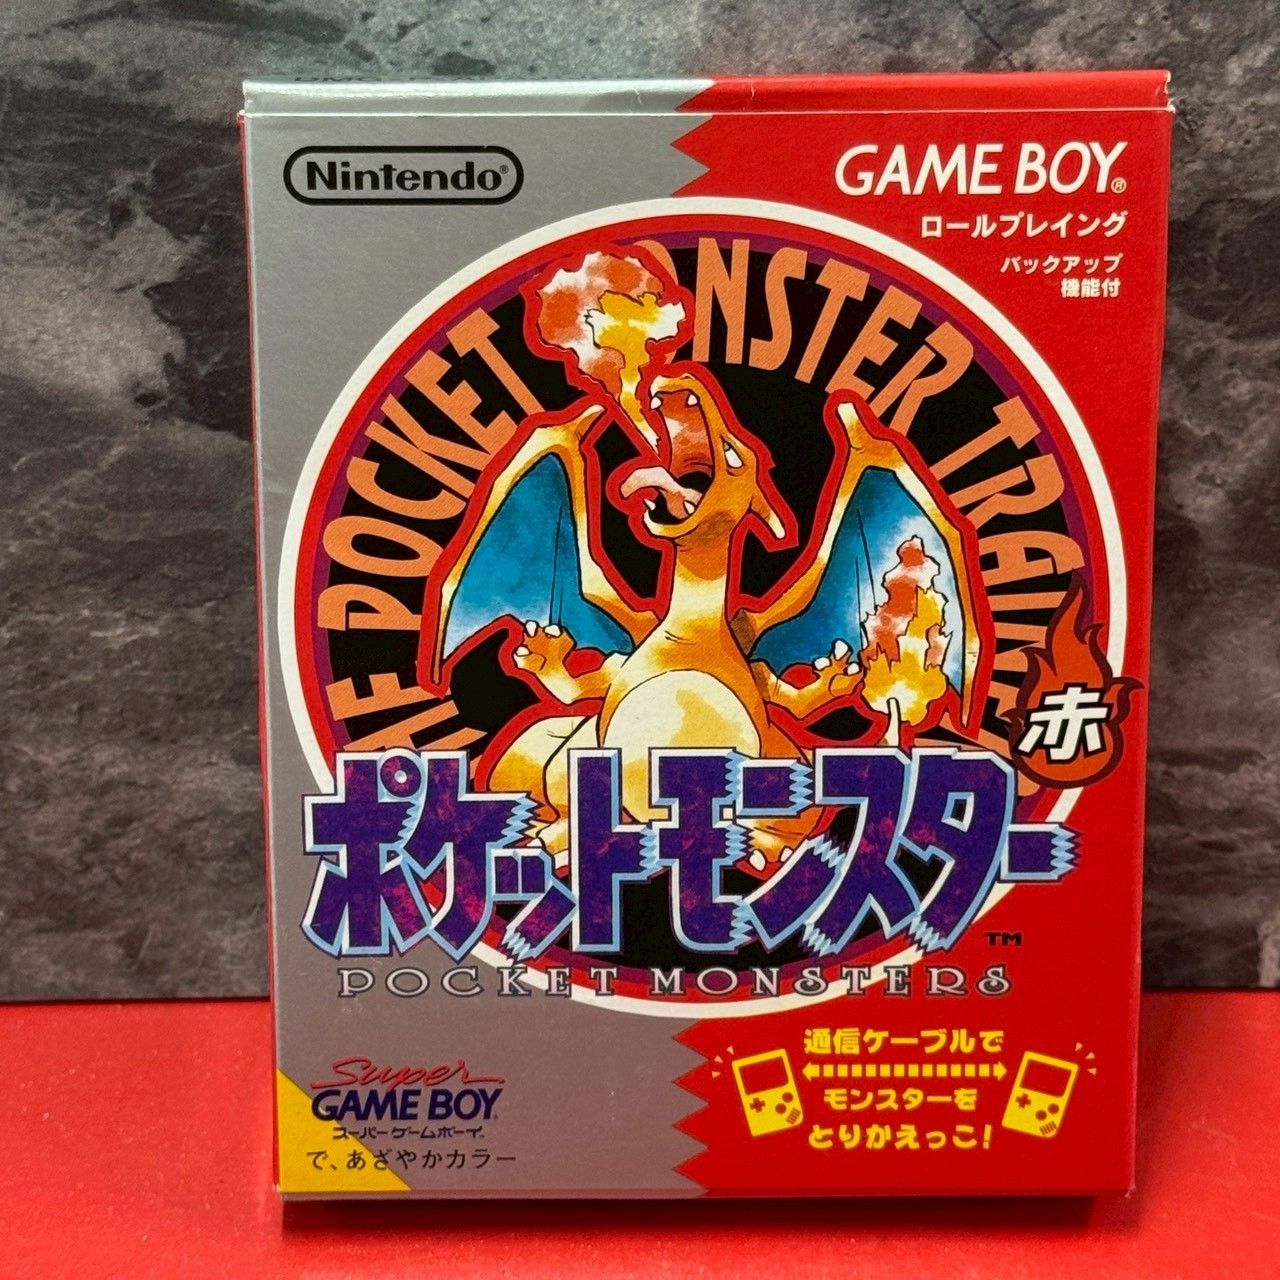 Nintendo®
GAME BOY®
ロールプレイング
バックアップ
機能付
POCKET MONSTER
赤
ポケットモンスター
TM
POCKET MONSTERS
Super
GAME BOY
スーパーゲームボーイ
で、あざやかカラー
通信ケーブルで
モンスターを
とりかえっこ!